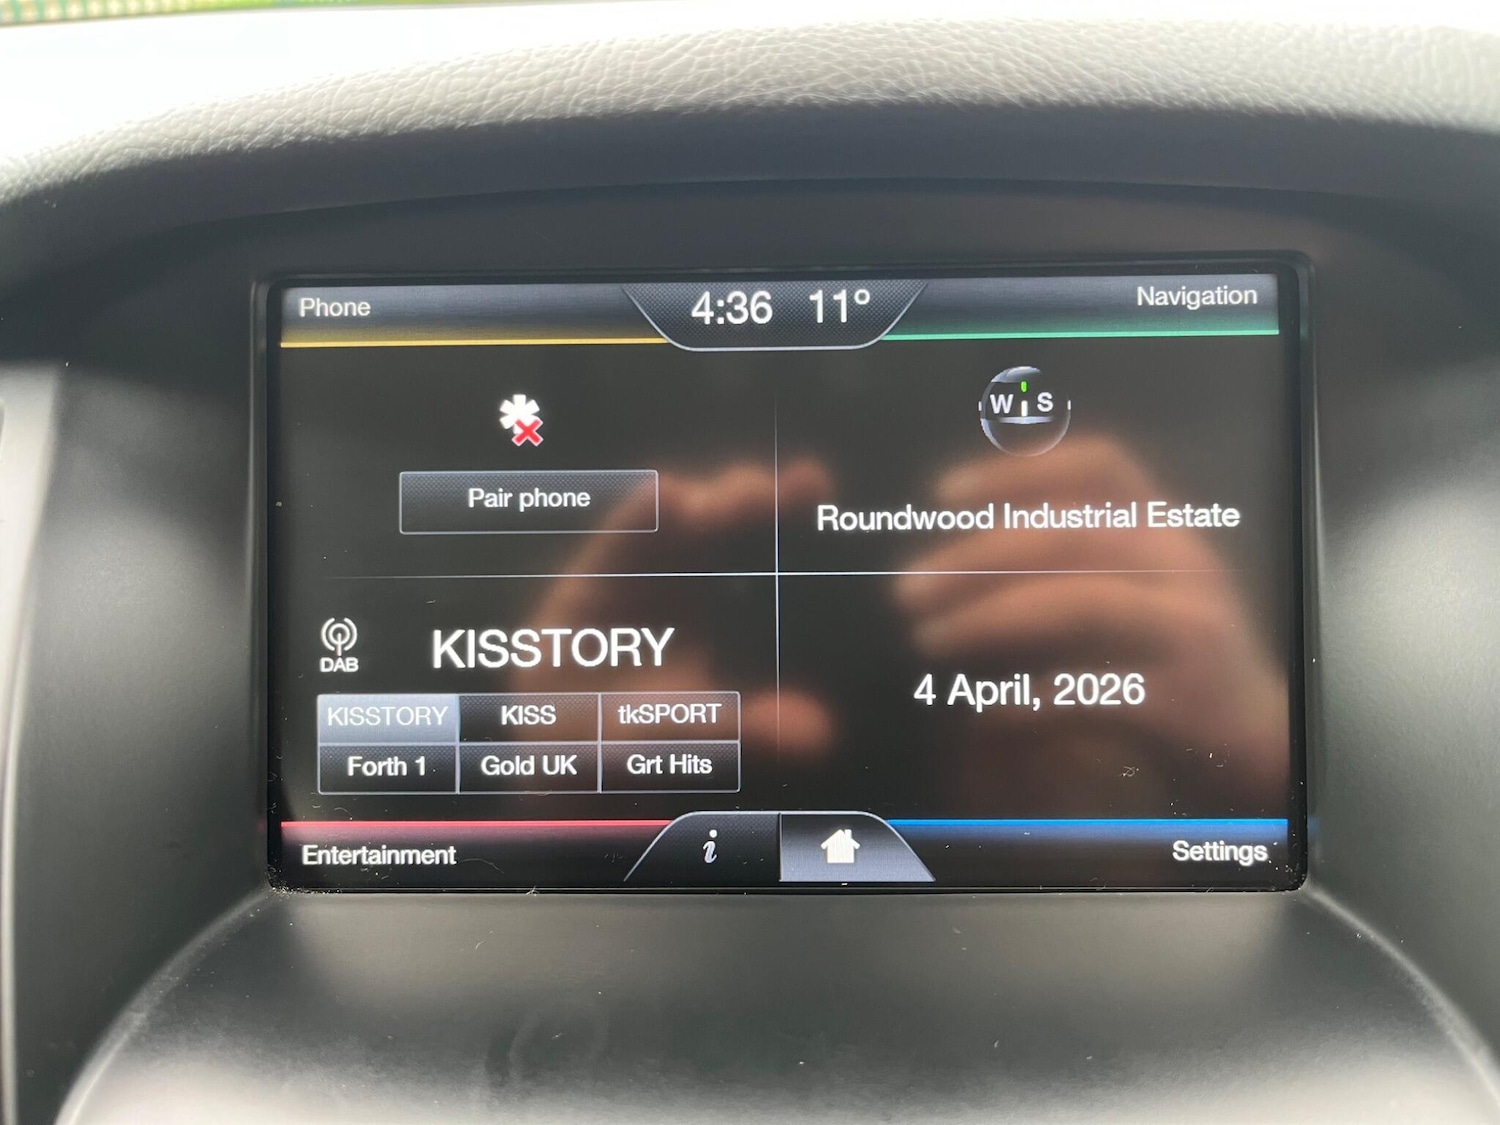 Phone
4:36 11°
Navigation
W S
Pair phone
Roundwood Industrial Estate
DAB
KISSTORY
KISSTORY KISS tkSPORT
Forth 1 Gold UK Grt Hits
4 April, 2026
Entertainment
i
Settings